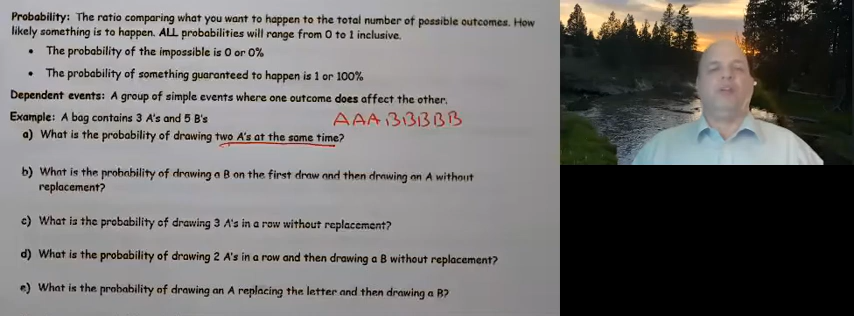 Probability: The ratio comparing what you want to happen to the total number of possible outcomes. How
likely something is to happen. ALL probabilities will range from 0 to 1 inclusive.
• The probability of the impossible is 0 or 0%
• The probability of something guaranteed to happen is 1 or 100%
Dependent events: A group of simple events where one outcome does affect the other.
Example: A bag contains 3 A's and 5 B's
AAABBBBB
a) What is the probability of drawing two A's at the same time?
b) What is the probability of drawing a B on the first draw and then drawing an A without
replacement?
c) What is the probability of drawing 3 A's in a row without replacement?
d) What is the probability of drawing 2 A's in a row and then drawing a B without replacement?
e) What is the probability of drawing an A replacing the letter and then drawing a B?